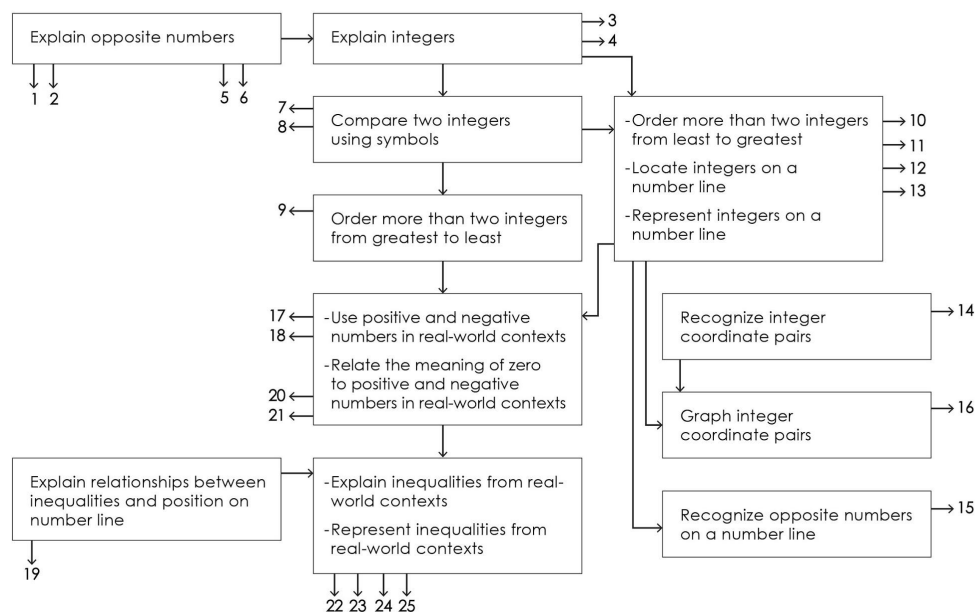 Explain opposite numbers
Explain integers
3
4
1
2
5
6
7
8
Compare two integers
using symbols
-Order more than two integers
from least to greatest
-Locate integers on a
number line
-Represent integers on a
number line
10
11
12
13
9
Order more than two integers
from greatest to least
17
18
-Use positive and negative
numbers in real-world contexts
-Relate the meaning of zero
to positive and negative
numbers in real-world contexts
20
21
Recognize integer
coordinate pairs
14
Graph integer
coordinate pairs
16
Explain relationships between
inequalities and position on
number line
19
-Explain inequalities from real-
world contexts
-Represent inequalities from
real-world contexts
22
23
24
25
Recognize opposite numbers
on a number line
15